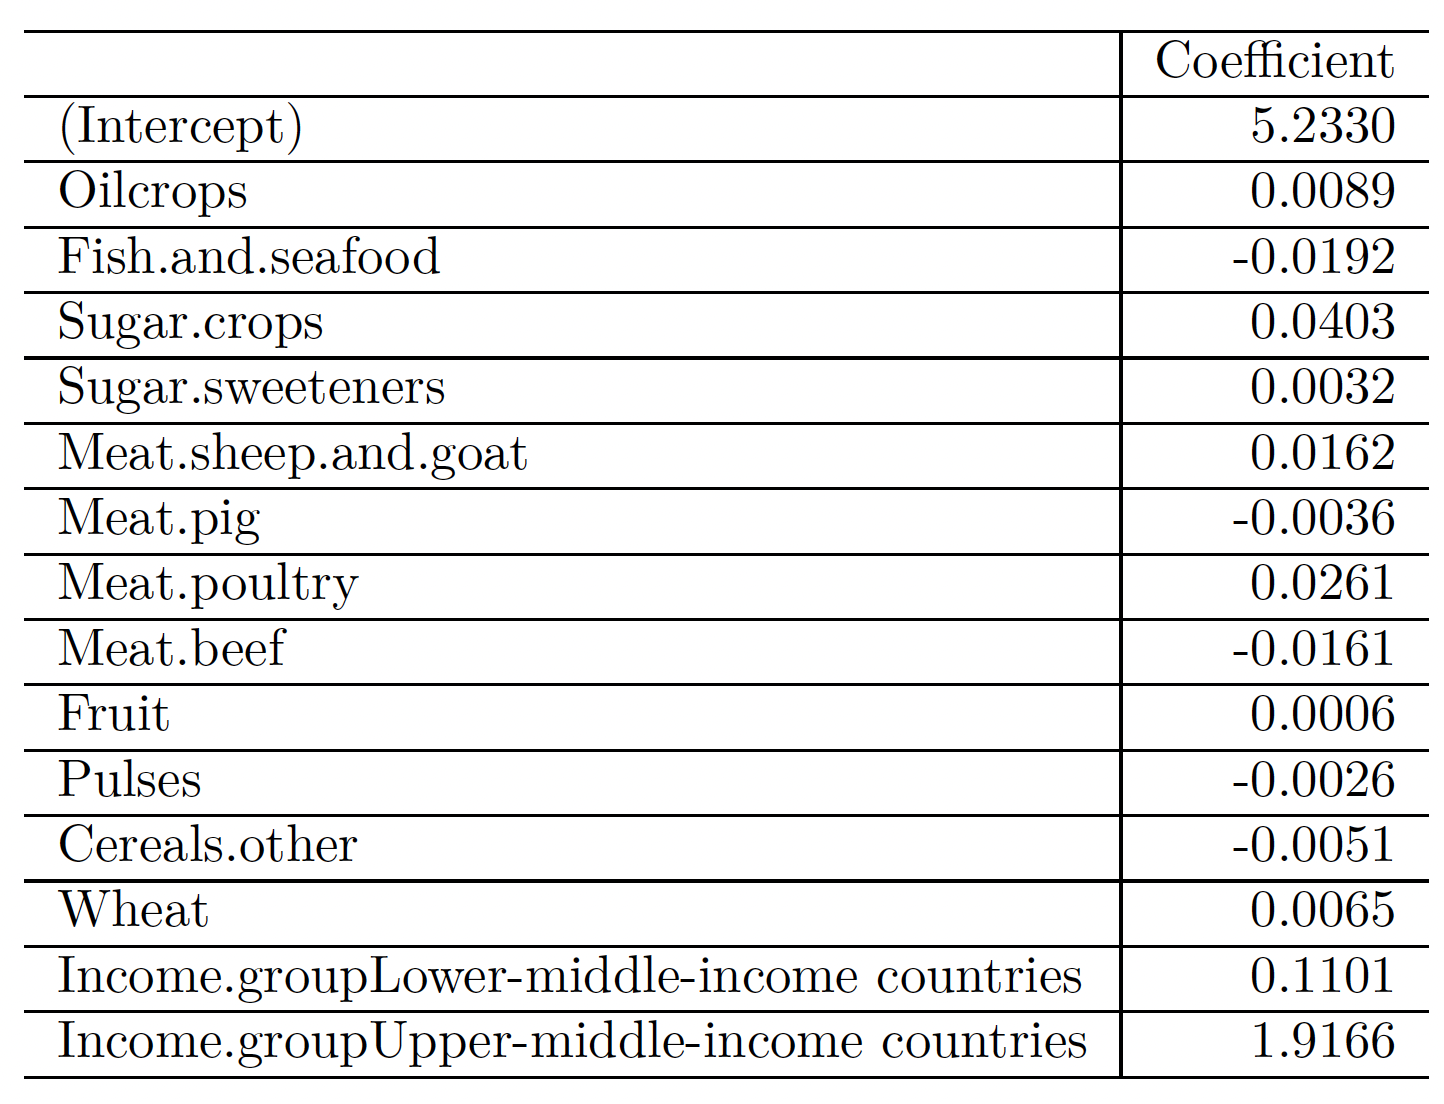 Coefficient
(Intercept) 5.2330
Oilcrops 0.0089
Fish.and.seafood -0.0192
Sugar.crops 0.0403
Sugar.sweeteners 0.0032
Meat.sheep.and.goat 0.0162
Meat.pig -0.0036
Meat.poultry 0.0261
Meat.beef -0.0161
Fruit 0.0006
Pulses -0.0026
Cereals.other -0.0051
Wheat 0.0065
Income.groupLower-middle-income countries 0.1101
Income.groupUpper-middle-income countries 1.9166